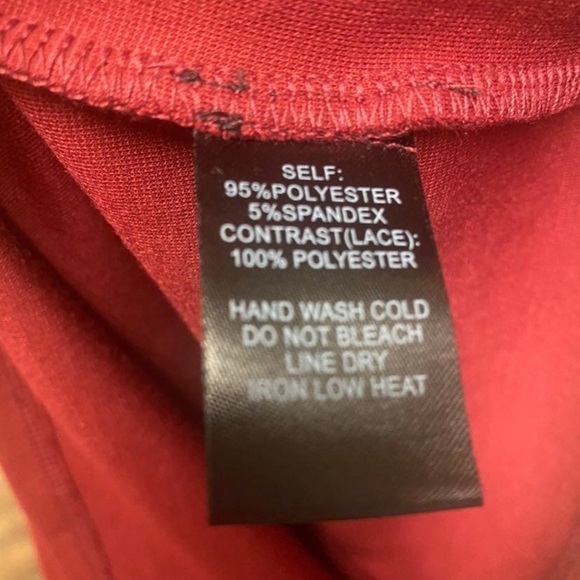 SELF:
95%POLYESTER
5%SPANDEX
CONTRAST(LACE):
100% POLYESTER
HAND WASH COLD
DO NOT BLEACH
LINE DRY
IRON LOW HEAT